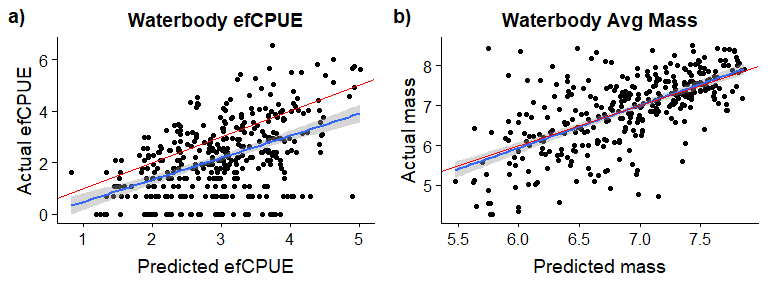 a) Waterbody efCPUE
Actual efCPUE
6
4
2
0
1 2 3 4 5
Predicted efCPUE
b) Waterbody Avg Mass
Actual mass
8
7
6
5
5.5 6.0 6.5 7.0 7.5
Predicted mass